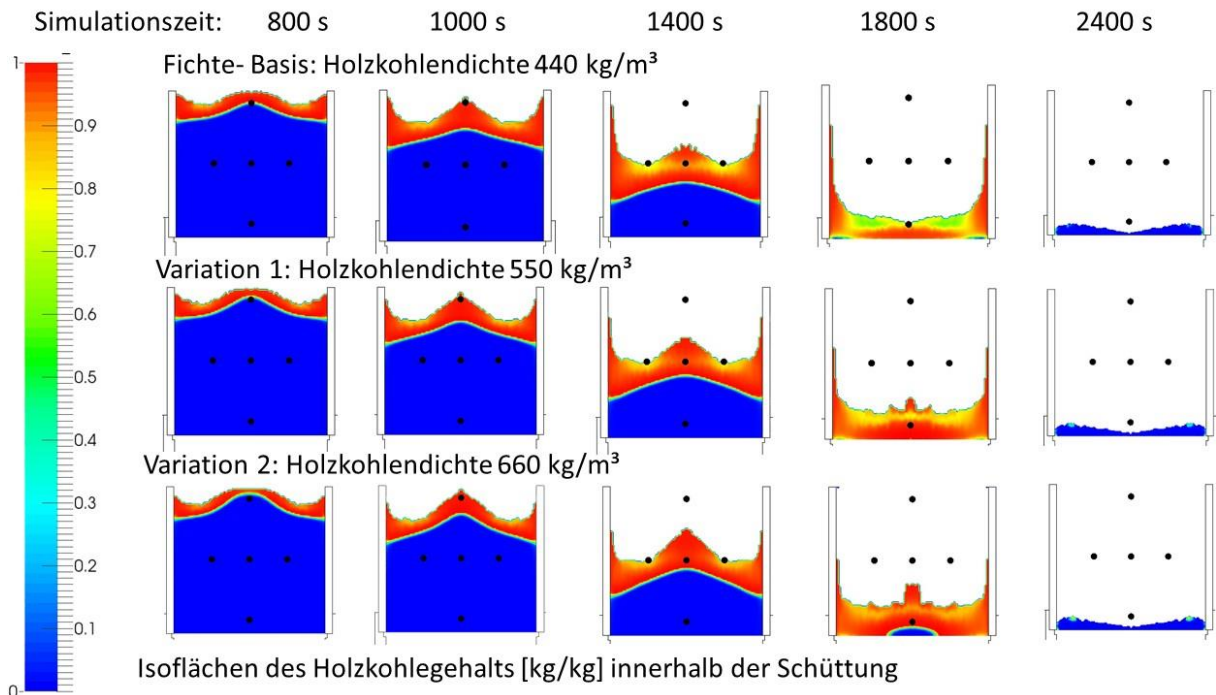 Simulationszeit: 800 s 1000 s 1400 s 1800 s 2400 s
Fichte- Basis: Holzkohlendichte 440 kg/m³
Variation 1: Holzkohlendichte 550 kg/m³
Variation 2: Holzkohlendichte 660 kg/m³
Isoflächen des Holzkohlegehalts [kg/kg] innerhalb der Schüttung
1
0.9
0.8
0.7
0.6
0.5
0.4
0.3
0.2
0.1
0